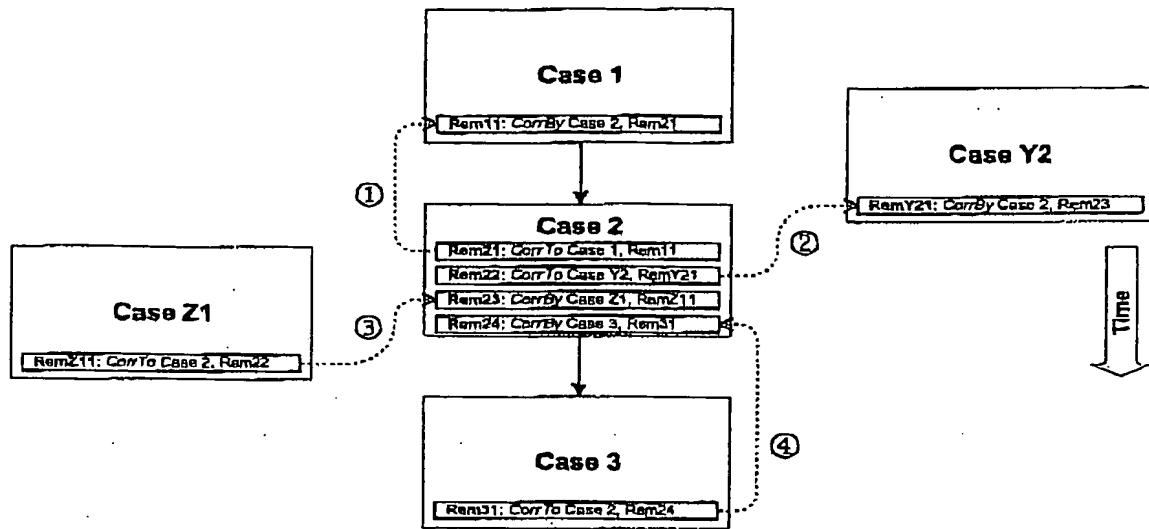 Case 1
Rem11: CorrBy Case 2, Rem21
Case Y2
RemY21: CorrBy Case 2, Rem23
①
Case 2
Rem21: CorrTo Case 1, Rem11
Rem22: CorrTo Case Y2, RemY21
Rem23: CorrBy Case Z1, RemZ11
Rem24: CorrBy Case 3, Rem31
②
Case Z1
RemZ11: CorrTo Case 2, Rem22
③
Time
Case 3
Rem31: CorrTo Case 2, Rem24
④